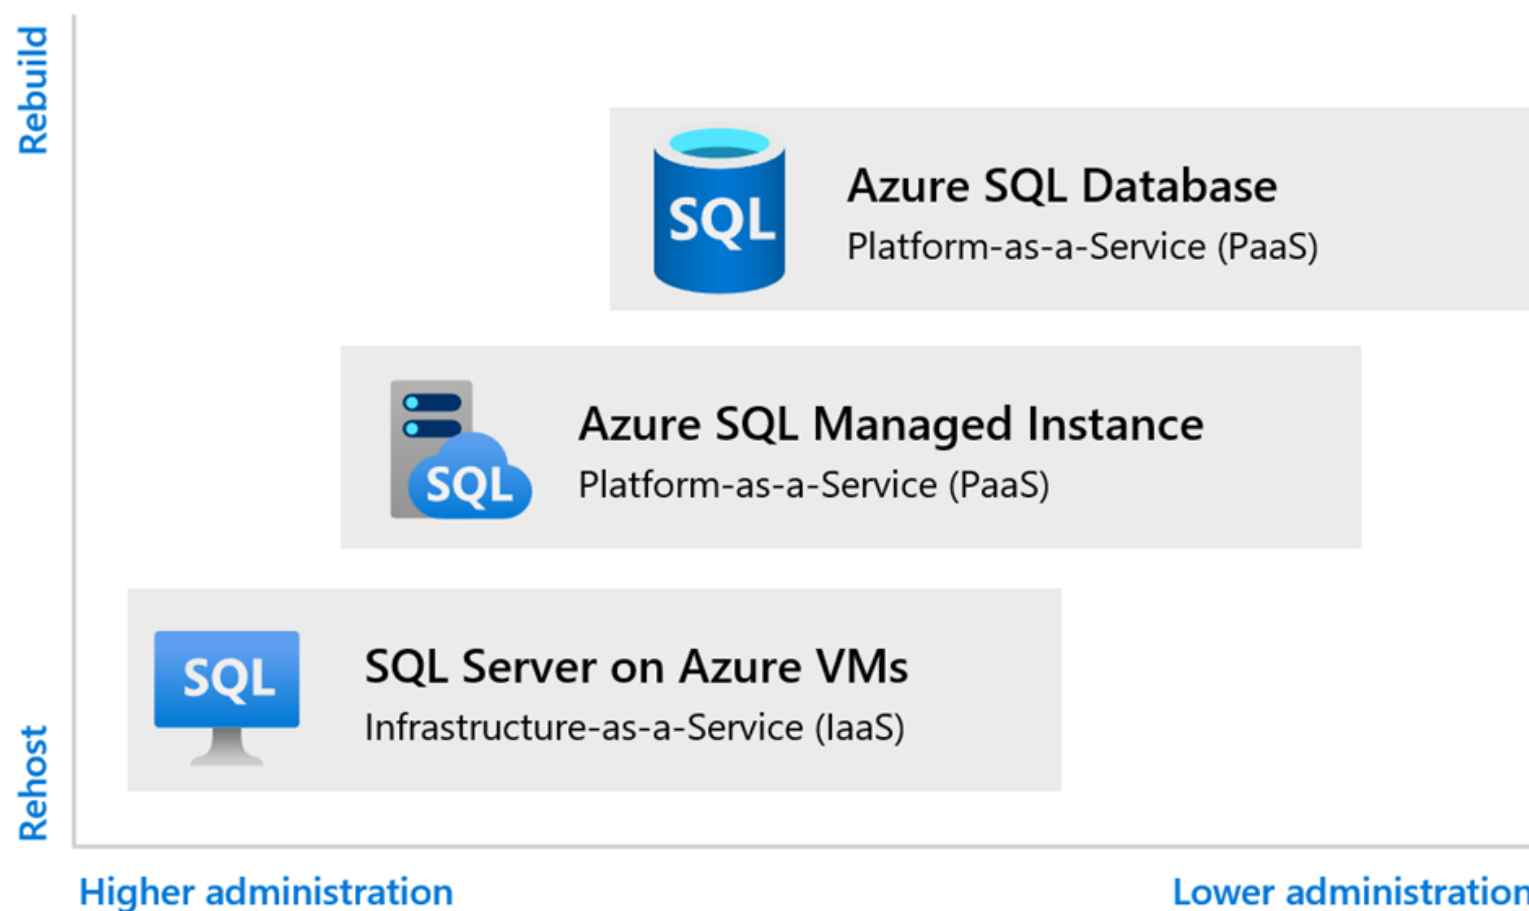 Rebuild
SQL
Azure SQL Database
Platform-as-a-Service (PaaS)
SQL
Azure SQL Managed Instance
Platform-as-a-Service (PaaS)
SQL
SQL Server on Azure VMs
Infrastructure-as-a-Service (IaaS)
Rehost
Higher administration
Lower administration